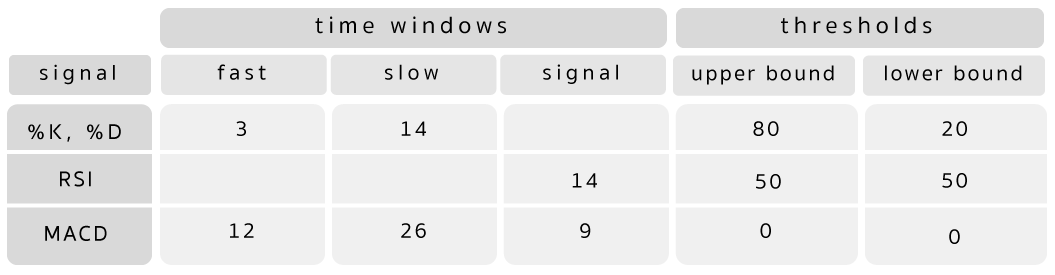 time windows thresholds
signal fast slow signal upper bound lower bound
%K, %D 3 14 80 20
RSI 14 50 50
MACD 12 26 9 0 0